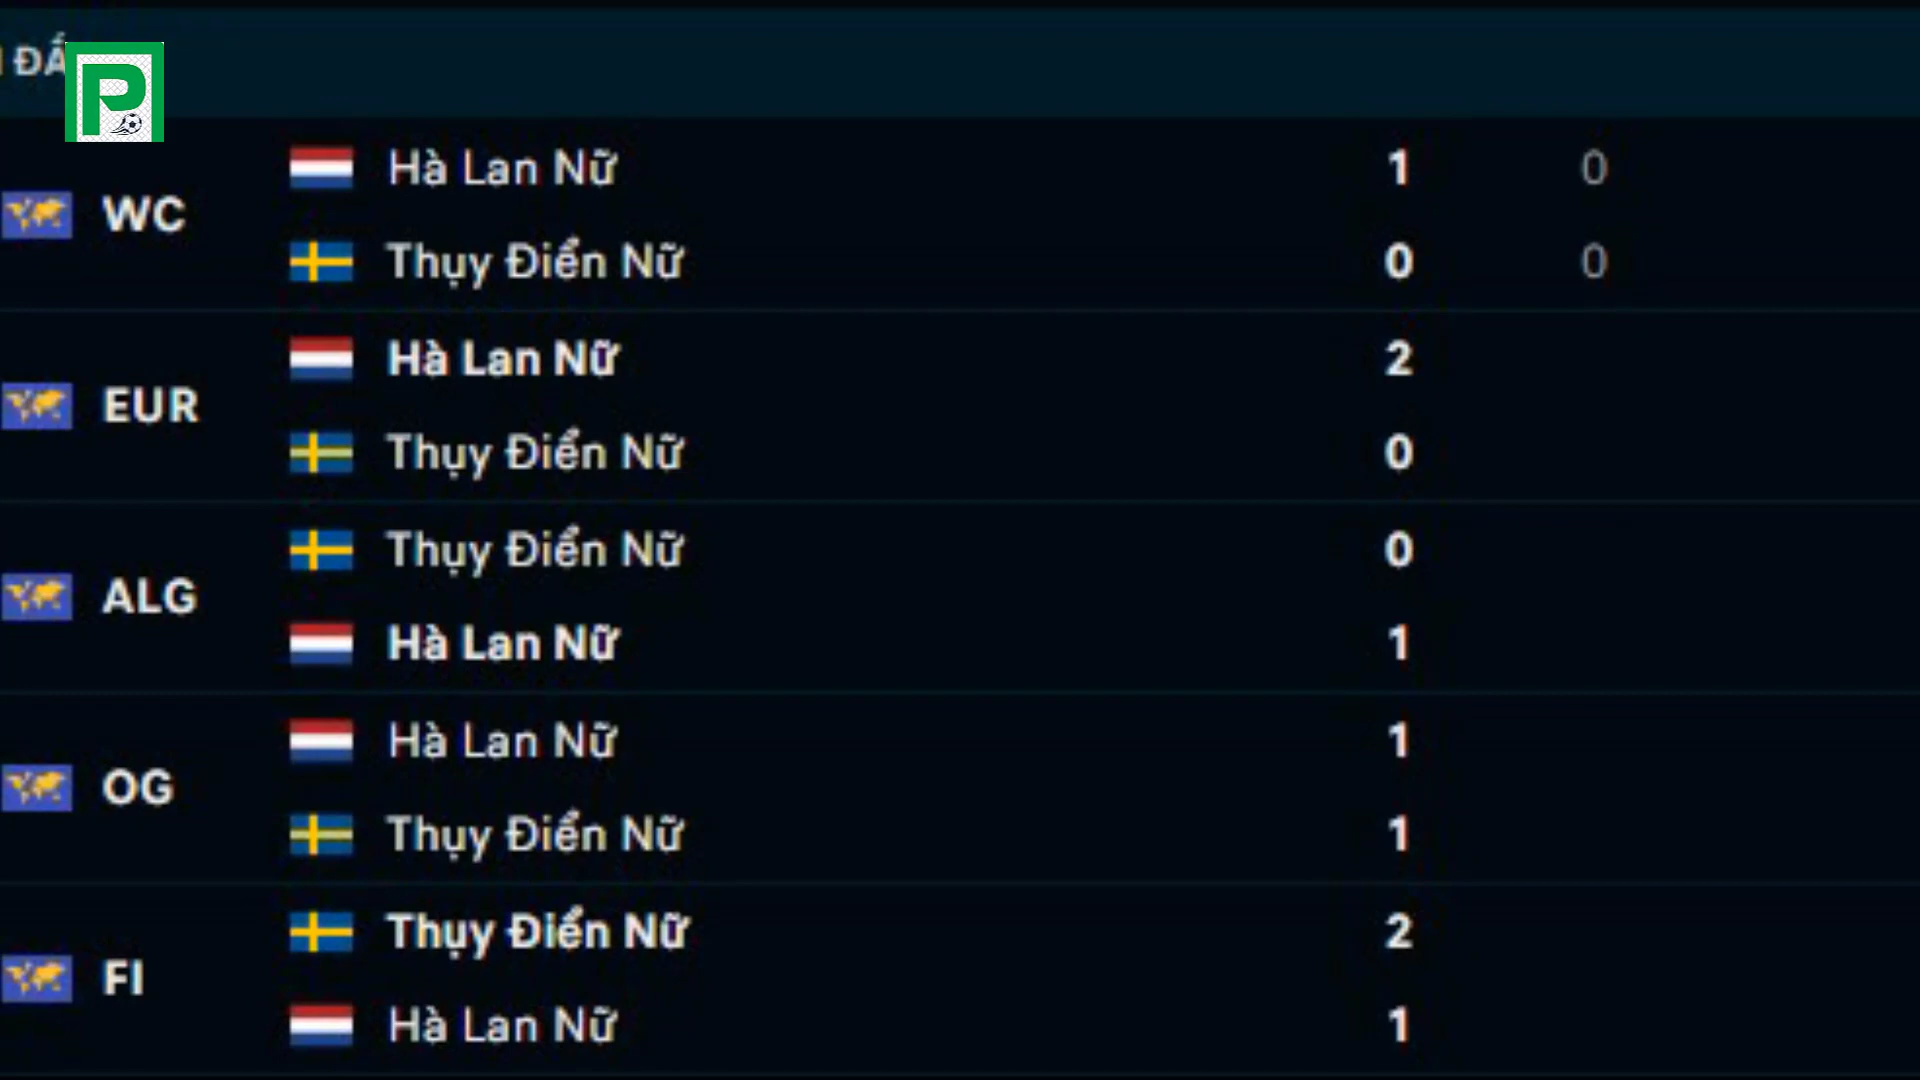 ĐẤ
P
Hà Lan Nữ 1 0
WC
Thụy Điển Nữ 0 0
Hà Lan Nữ 2
EUR
Thụy Điển Nữ 0
Thụy Điển Nữ 0
ALG
Hà Lan Nữ 1
Hà Lan Nữ 1
OG
Thụy Điển Nữ 1
Thụy Điển Nữ 2
FI
Hà Lan Nữ 1